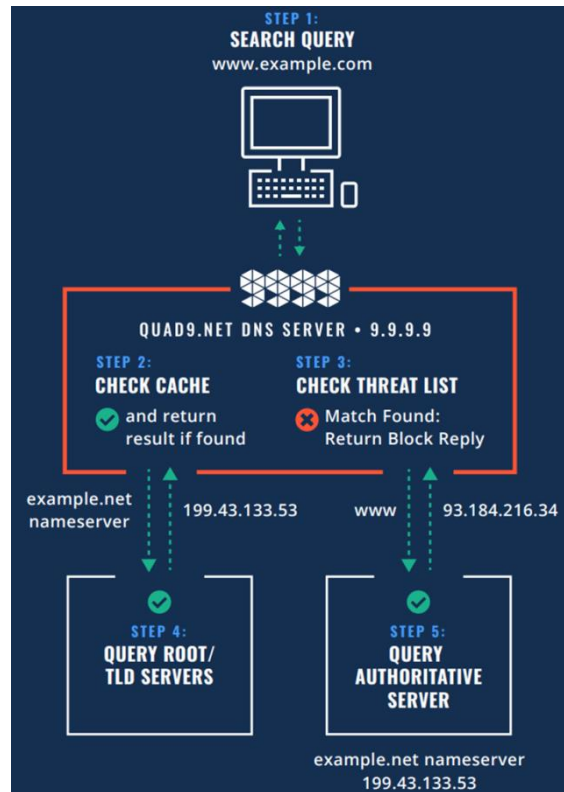 STEP 1:
SEARCH QUERY
www.example.com
QUAD9.NET DNS SERVER • 9.9.9.9
STEP 2:
CHECK CACHE
and return
result if found
STEP 3:
CHECK THREAT LIST
Match Found:
Return Block Reply
example.net
nameserver
199.43.133.53
www
93.184.216.34
STEP 4:
QUERY ROOT/
TLD SERVERS
STEP 5:
QUERY
AUTHORITATIVE
SERVER
example.net nameserver
199.43.133.53